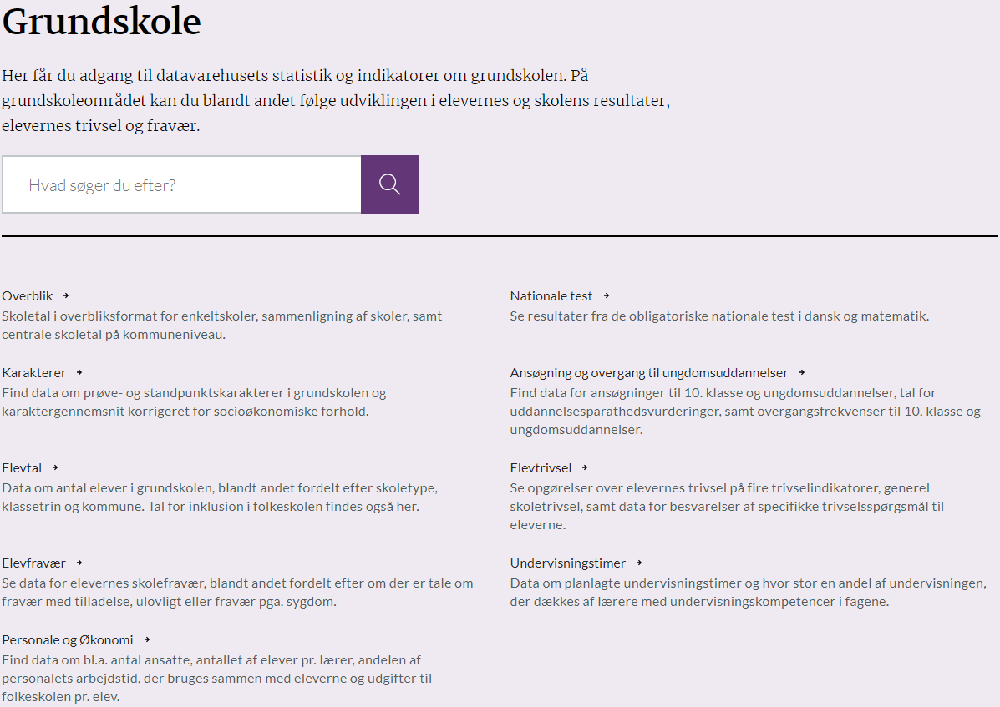 Grundskole
Her får du adgang til datavarehusets statistik og indikatorer om grundskolen. På
grundskoleområdet kan du blandt andet følge udviklingen i elevernes og skolens resultater,
elevernes trivsel og fravær.
Hvad søger du efter?
Overblik →
Skoletal i overbliksformat for enkeltskoler, sammenligning af skoler, samt
centrale skoletal på kommuneniveau.
Nationale test →
Se resultater fra de obligatoriske nationale test i dansk og matematik.
Karakterer →
Find data om prøve- og standpunktskarakterer i grundskolen og
karaktergennemsnit korrigeret for socioøkonomiske forhold.
Ansøgning og overgang til ungdomsuddannelser →
Find data for ansøgninger til 10. klasse og ungdomsuddannelser, tal for
uddannelsesparathedsvurderinger, samt overgangsfrekvenser til 10. klasse og
ungdomsuddannelser.
Elevtal →
Data om antal elever i grundskolen, blandt andet fordelt efter skoletype,
klassetrin og kommune. Tal for inklusion i folkeskolen findes også her.
Elevtrivsel →
Se opgørelser over elevernes trivsel på fire trivselindikatorer, generel
skoletrivsel, samt data for besvarelser af specifikke trivselsspørgsmål til
eleverne.
Elevfravær →
Se data for elevernes skolefravær, blandt andet fordelt efter om der er tale om
fravær med tilladelse, ulovligt eller fravær pga. sygdom.
Undervisningstimer →
Data om planlagte undervisningstimer og hvor stor en andel af undervisningen,
der dækkes af lærere med undervisningskompetencer i fagene.
Personale og Økonomi →
Find data om bl.a. antal ansatte, antallet af elever pr. lærer, andelen af
personalets arbejdstid, der bruges sammen med eleverne og udgifter til
folkeskolen pr. elev.